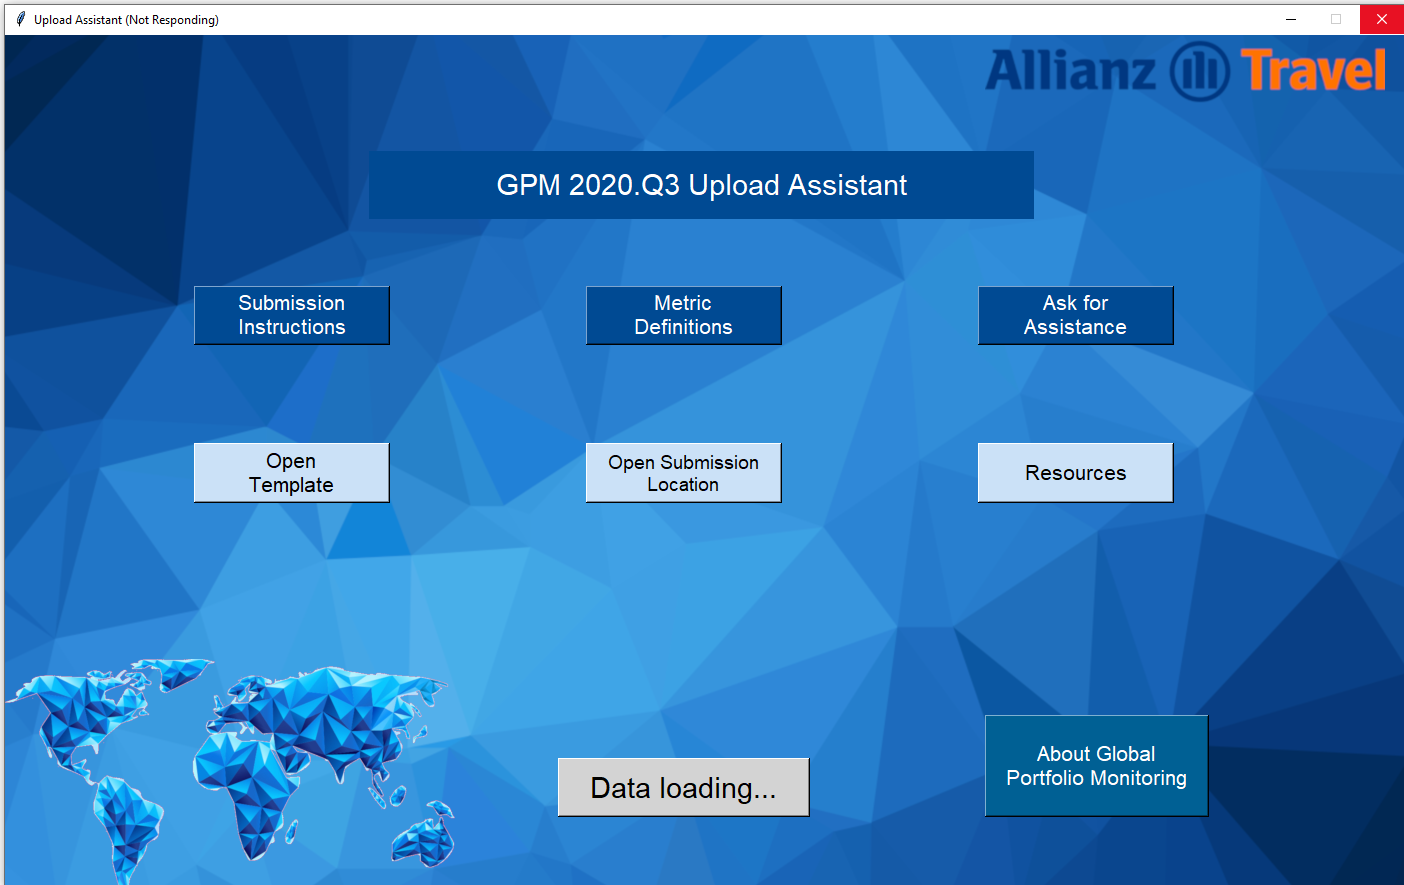 Upload Assistant (Not Responding)
Allianz Travel
GPM 2020.Q3 Upload Assistant
Submission
Instructions
Metric
Definitions
Ask for
Assistance
Open
Template
Open Submission
Location
Resources
About Global
Portfolio Monitoring
Data loading...